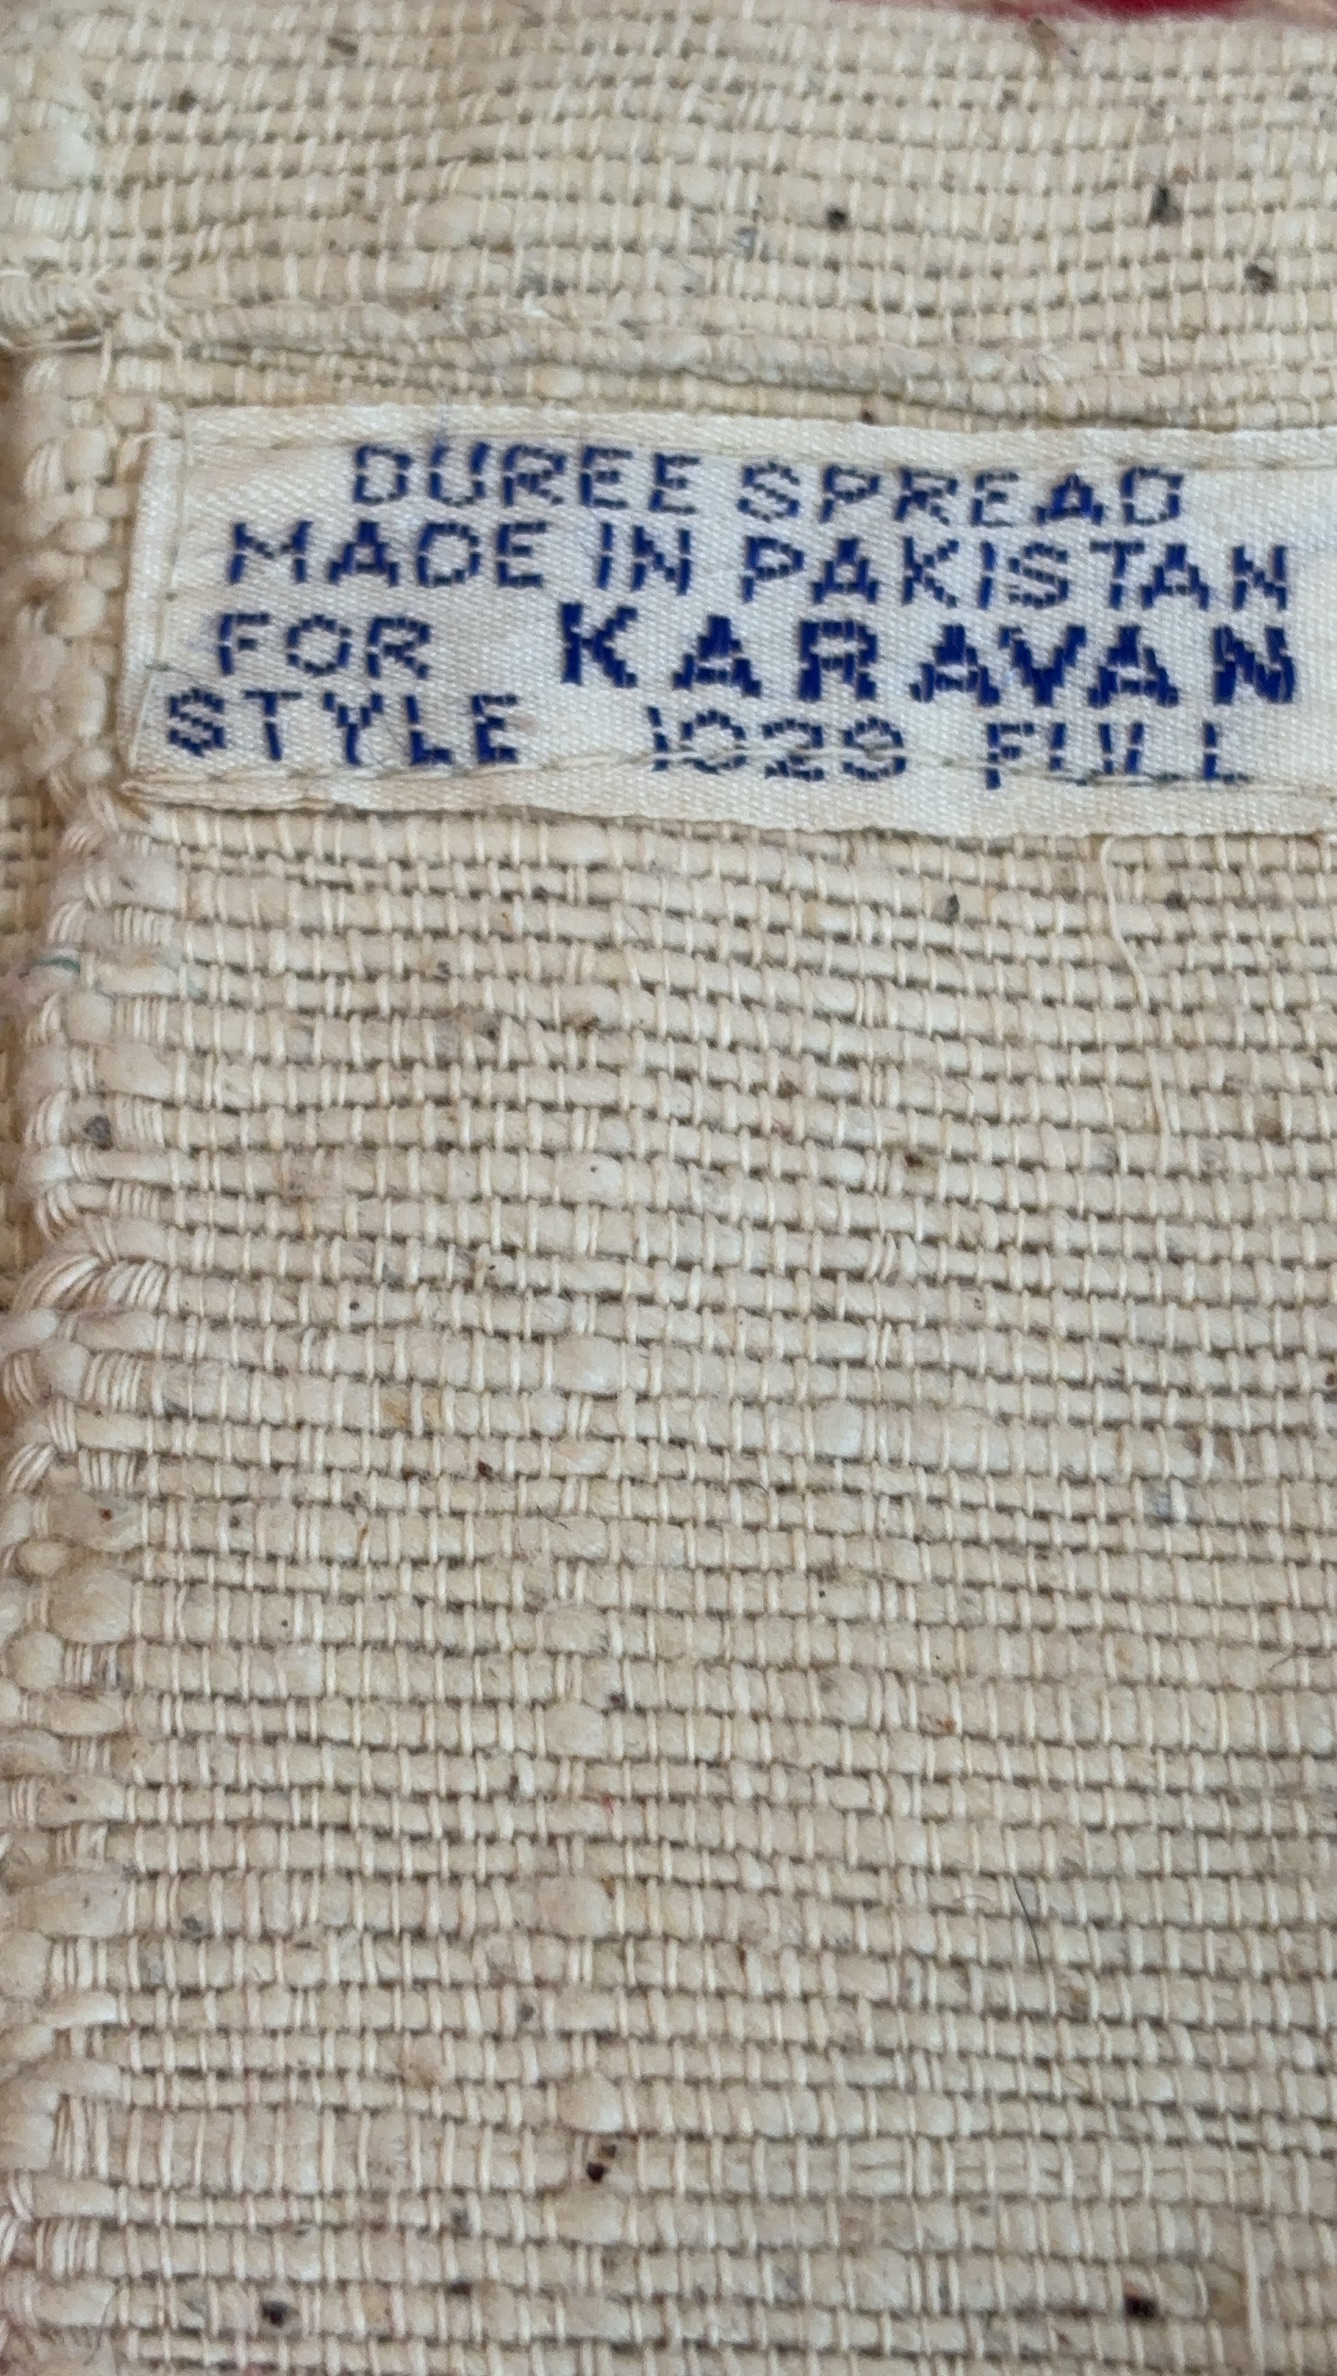 DUREE SPREAD
MADE IN PAKISTAN
FOR KARAVAN
STYLE 1029 FULL